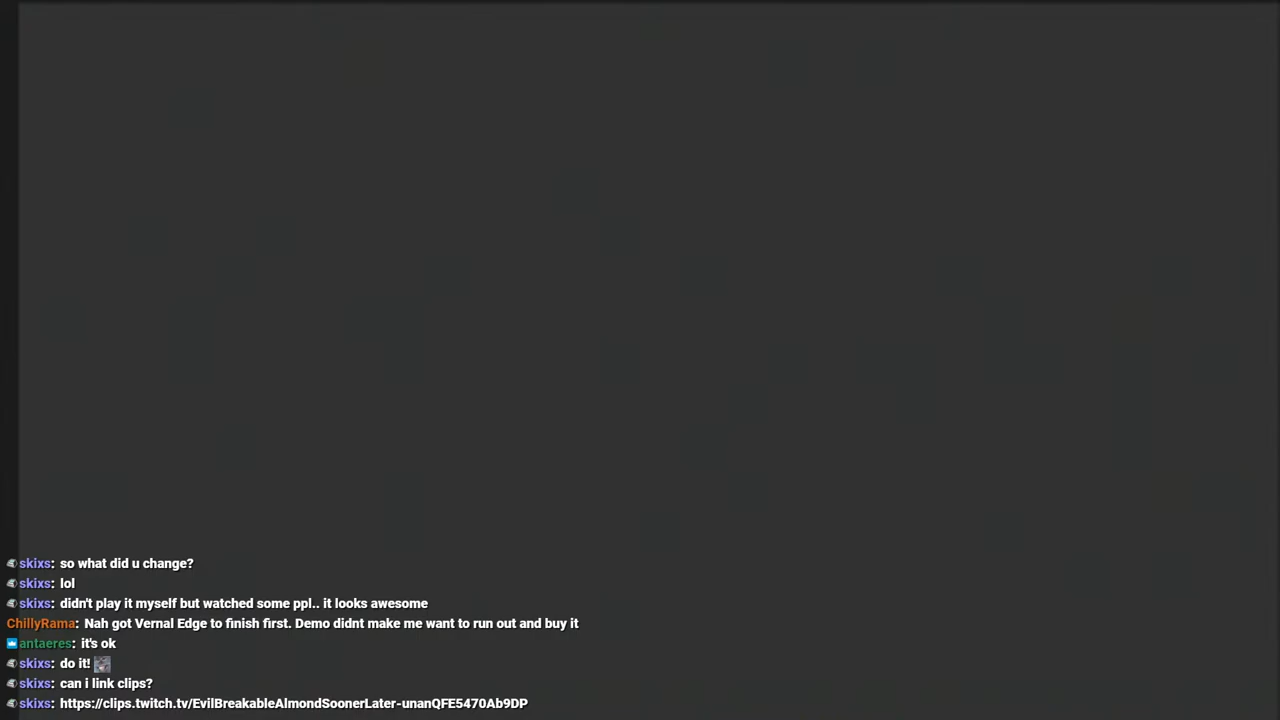 skixs: so what did u change?
skixs: lol
skixs: didn't play it myself but watched some ppl.. it looks awesome
ChillyRama: Nah got Vernal Edge to finish first. Demo didnt make me want to run out and buy it
antaeres: it's ok
skixs: do it!
skixs: can i link clips?
skixs: https://clips.twitch.tv/EvilBreakableAlmondSoonerLater-unanQFE5470Ab9DP